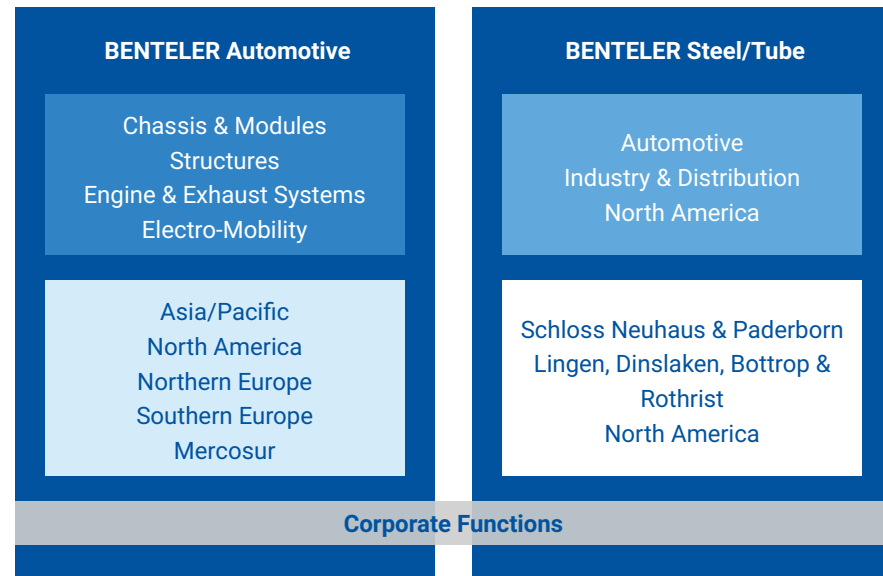 BENTELER Automotive
Chassis & Modules
Structures
Engine & Exhaust Systems
Electro-Mobility
Asia/Pacific
North America
Northern Europe
Southern Europe
Mercosur
BENTELER Steel/Tube
Automotive
Industry & Distribution
North America
Schloss Neuhaus & Paderborn
Lingen, Dinslaken, Bottrop &
Rothrist
North America
Corporate Functions